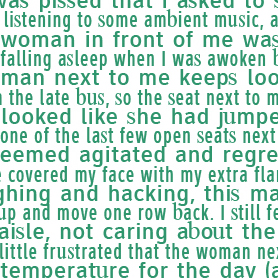 was pissed that I asked to s
listening to some ambient music, a
woman in front of me was
falling asleep when I was awoken b
man next to me keeps loo
the late bus, so the seat next to m
looked like she had jumpe
one of the last few open seats next
eemed agitated and regre
covered my face with my extra fla
ghing and hacking, this ma
up and move one row back. I still fe
aisle, not caring about the
little frustrated that the woman ne
temperature for the day la